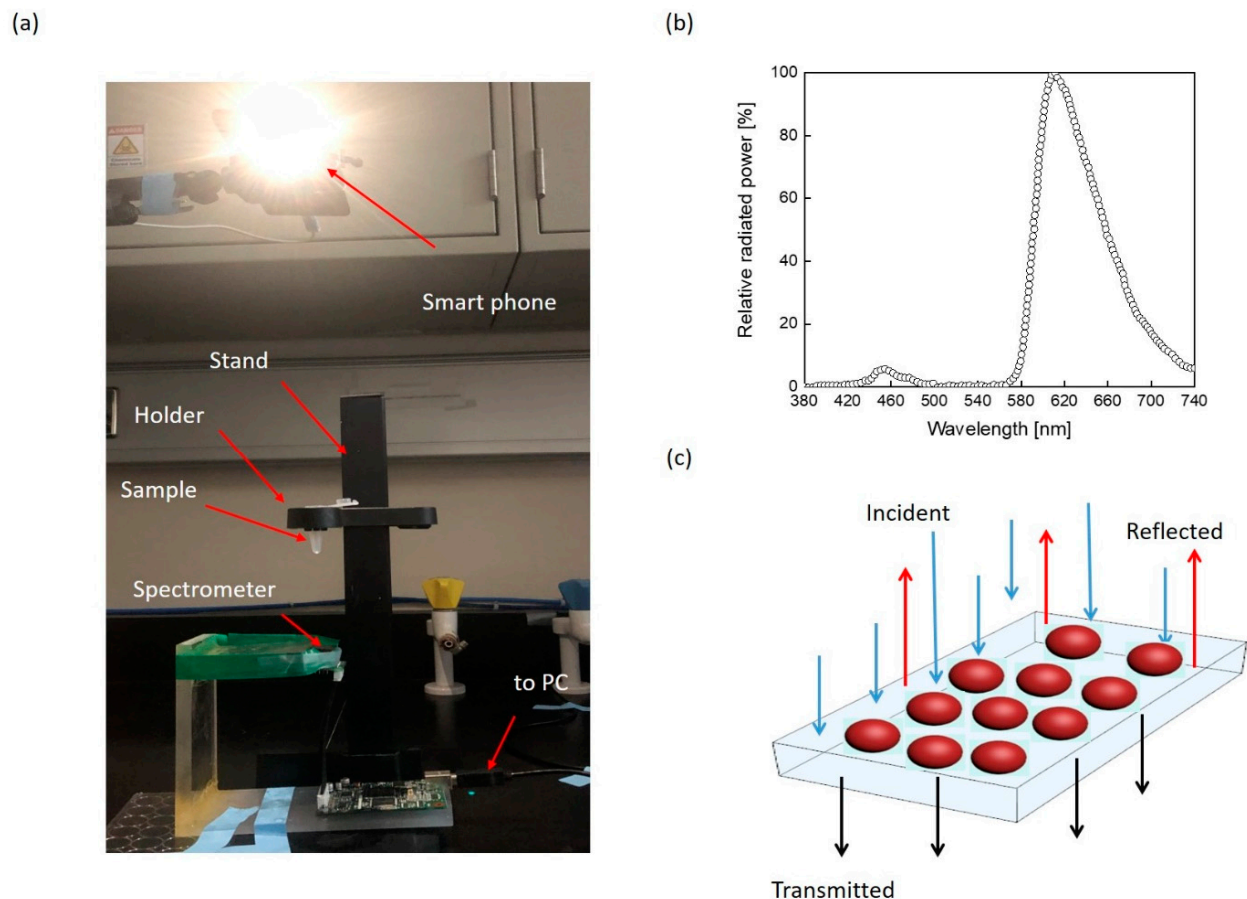 (a)
Smart phone
Stand
Holder
Sample
Spectrometer
to PC
(b)
100
80
60
40
20
0
Relative radiated power [%]
380 420 460 500 540 580 620 660 700 740
Wavelength [nm]
(c)
Incident
Reflected
Transmitted